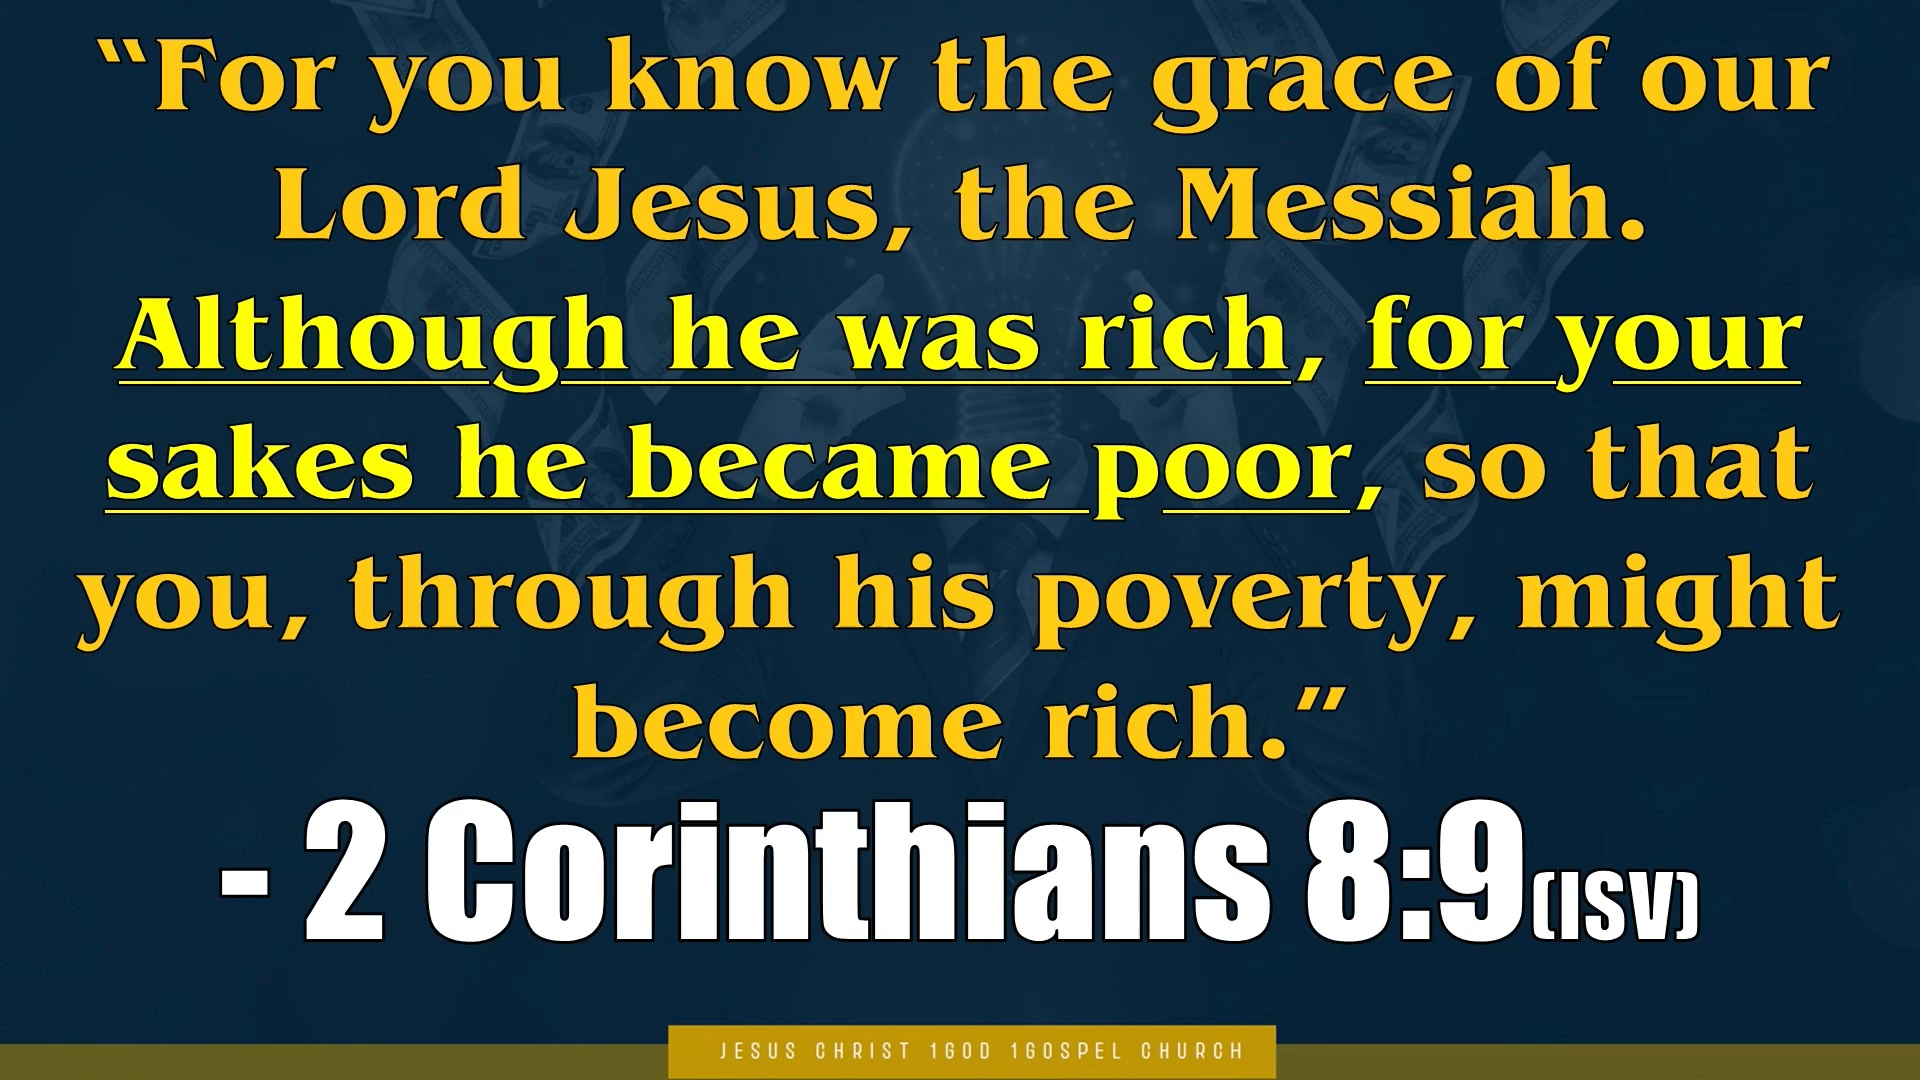 “For you know the grace of our
Lord Jesus, the Messiah.
Although he was rich, for your
sakes he became poor, so that
you, through his poverty, might
become rich.”
- 2 Corinthians 8:9(ISV)
JESUS CHRIST 1GOD 1GOSPEL CHURCH